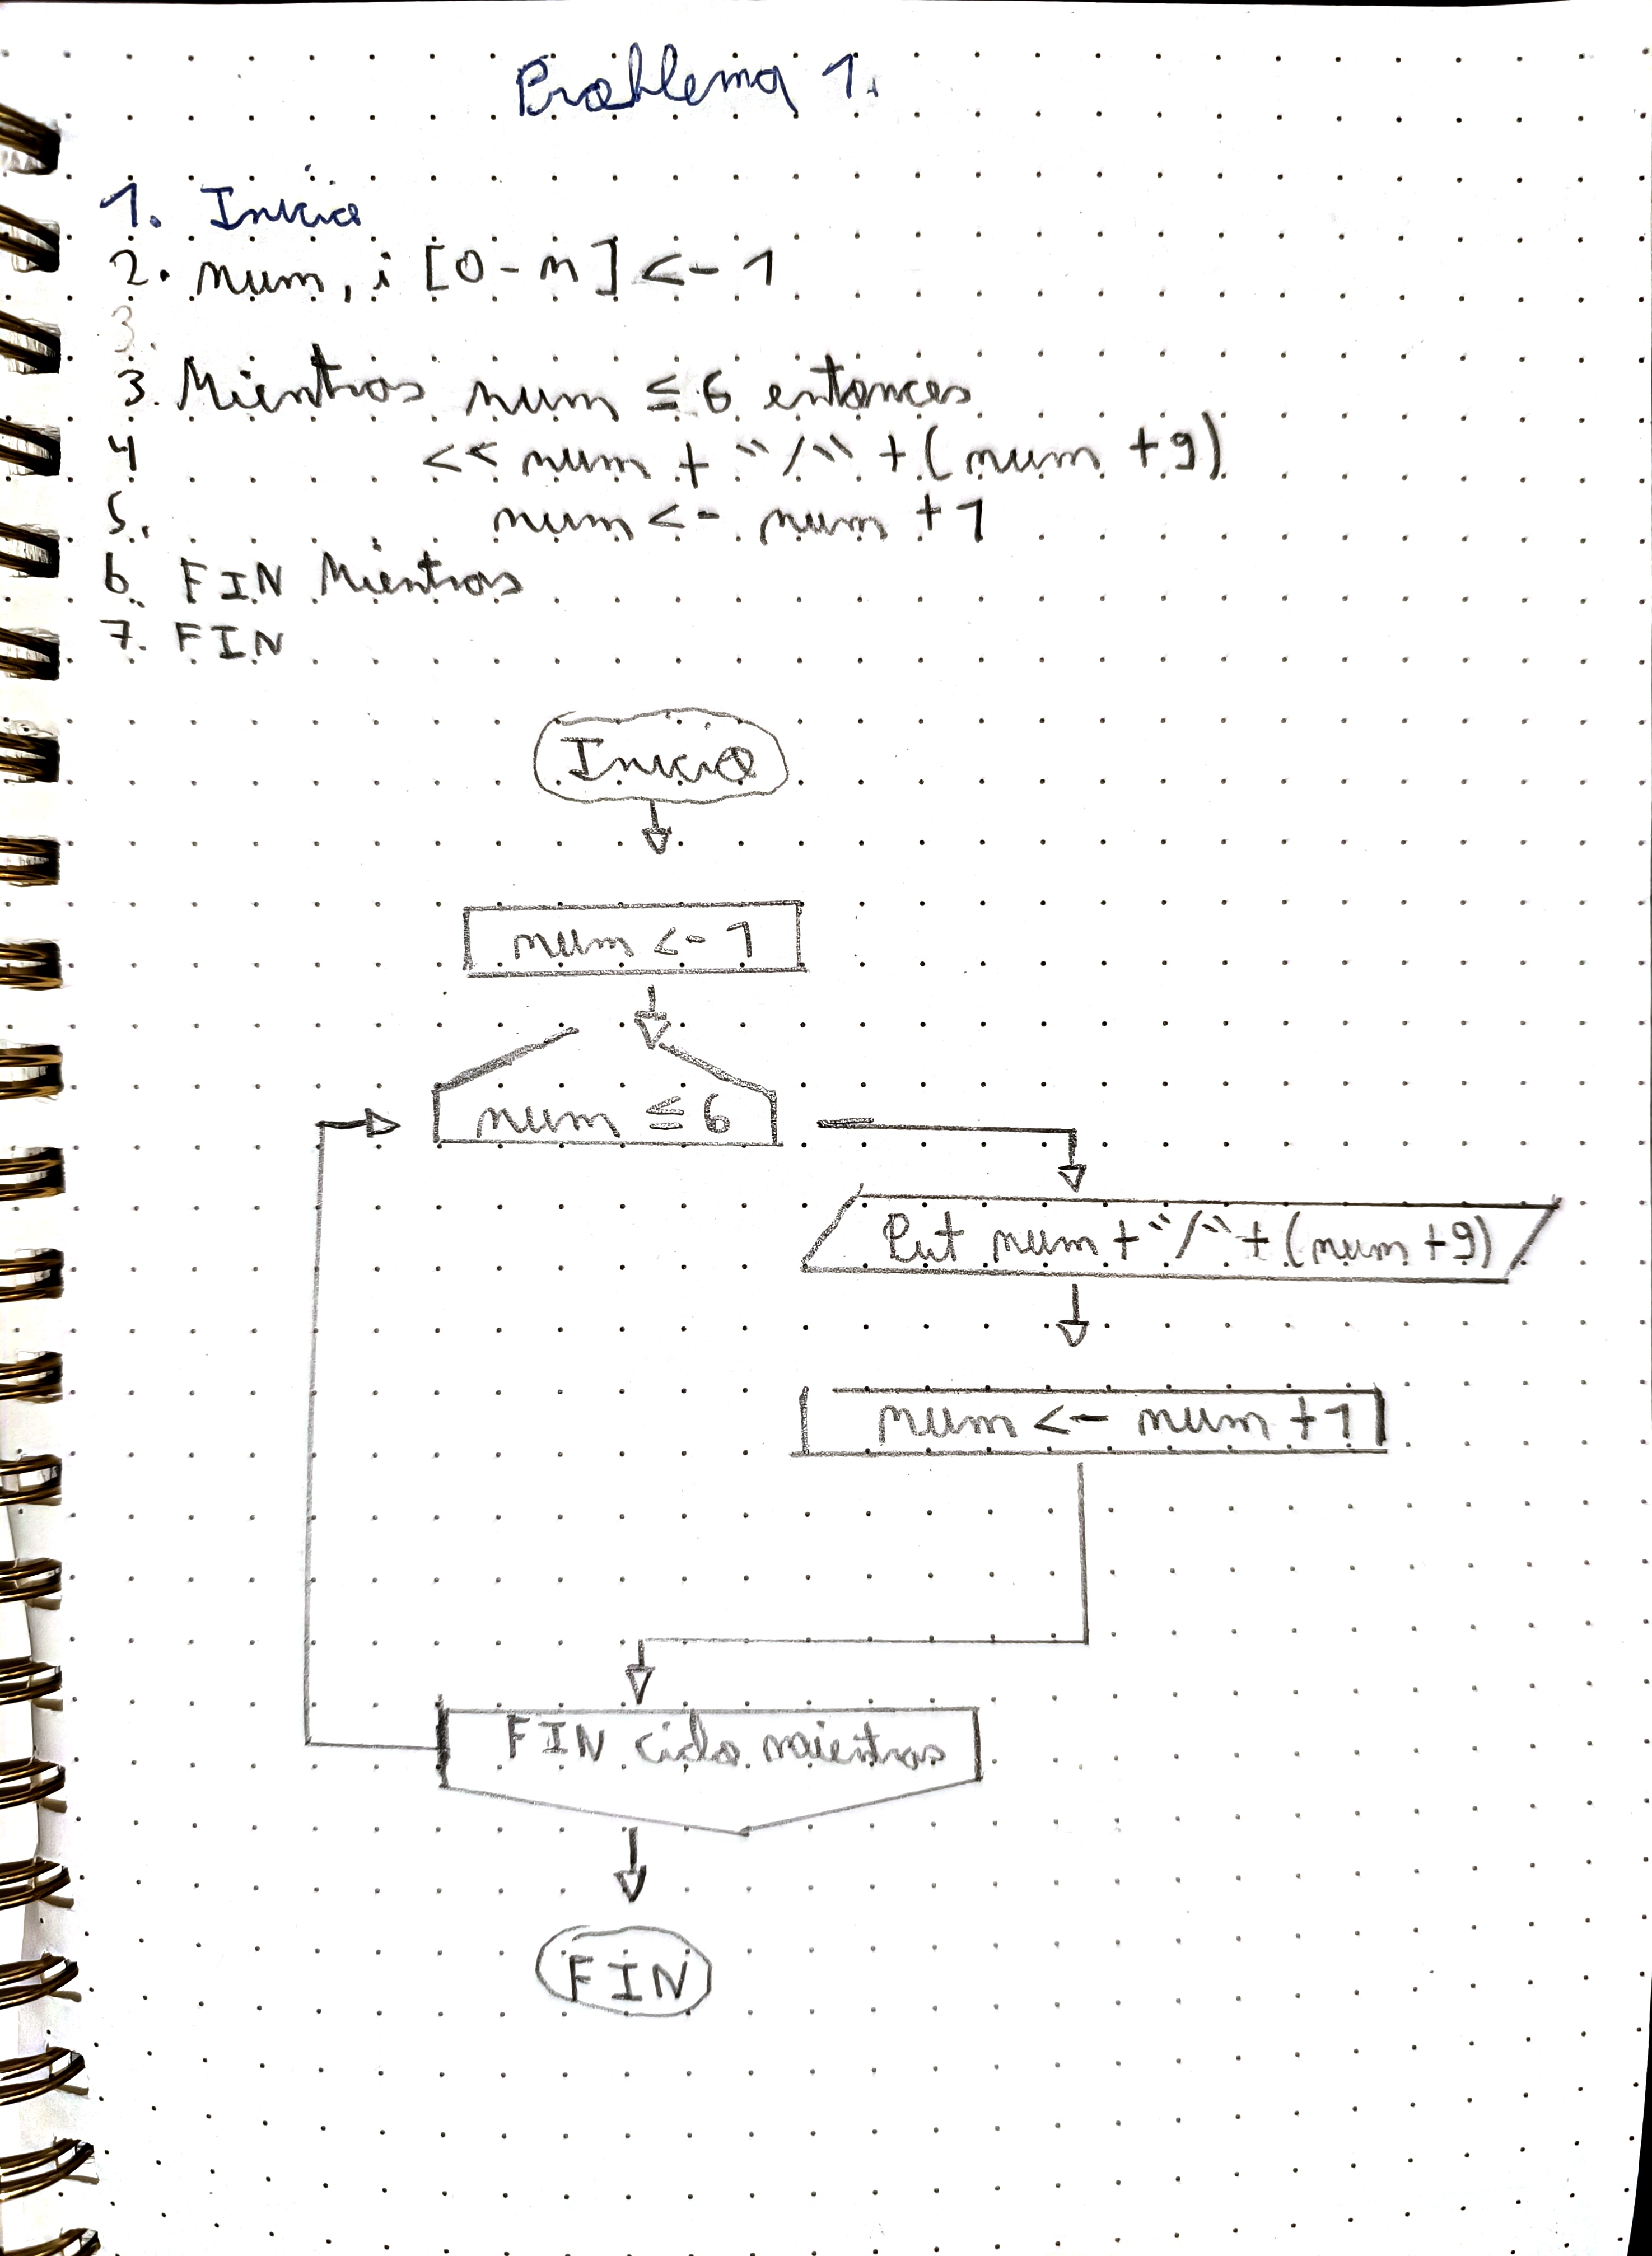 Problema 1.
1. Inicio
2. num, i [0-n] <- 1
3.
3. Mientras num ≤ 6 entonces
4 << num + "/" + (num + 9)
5. num <- num + 1
6. FIN Mientras
7. FIN
Inicio
num <- 1
num ≤ 6
Put num + "/" + (num + 9)
num <- num + 1
FIN ciclo mientras
FIN